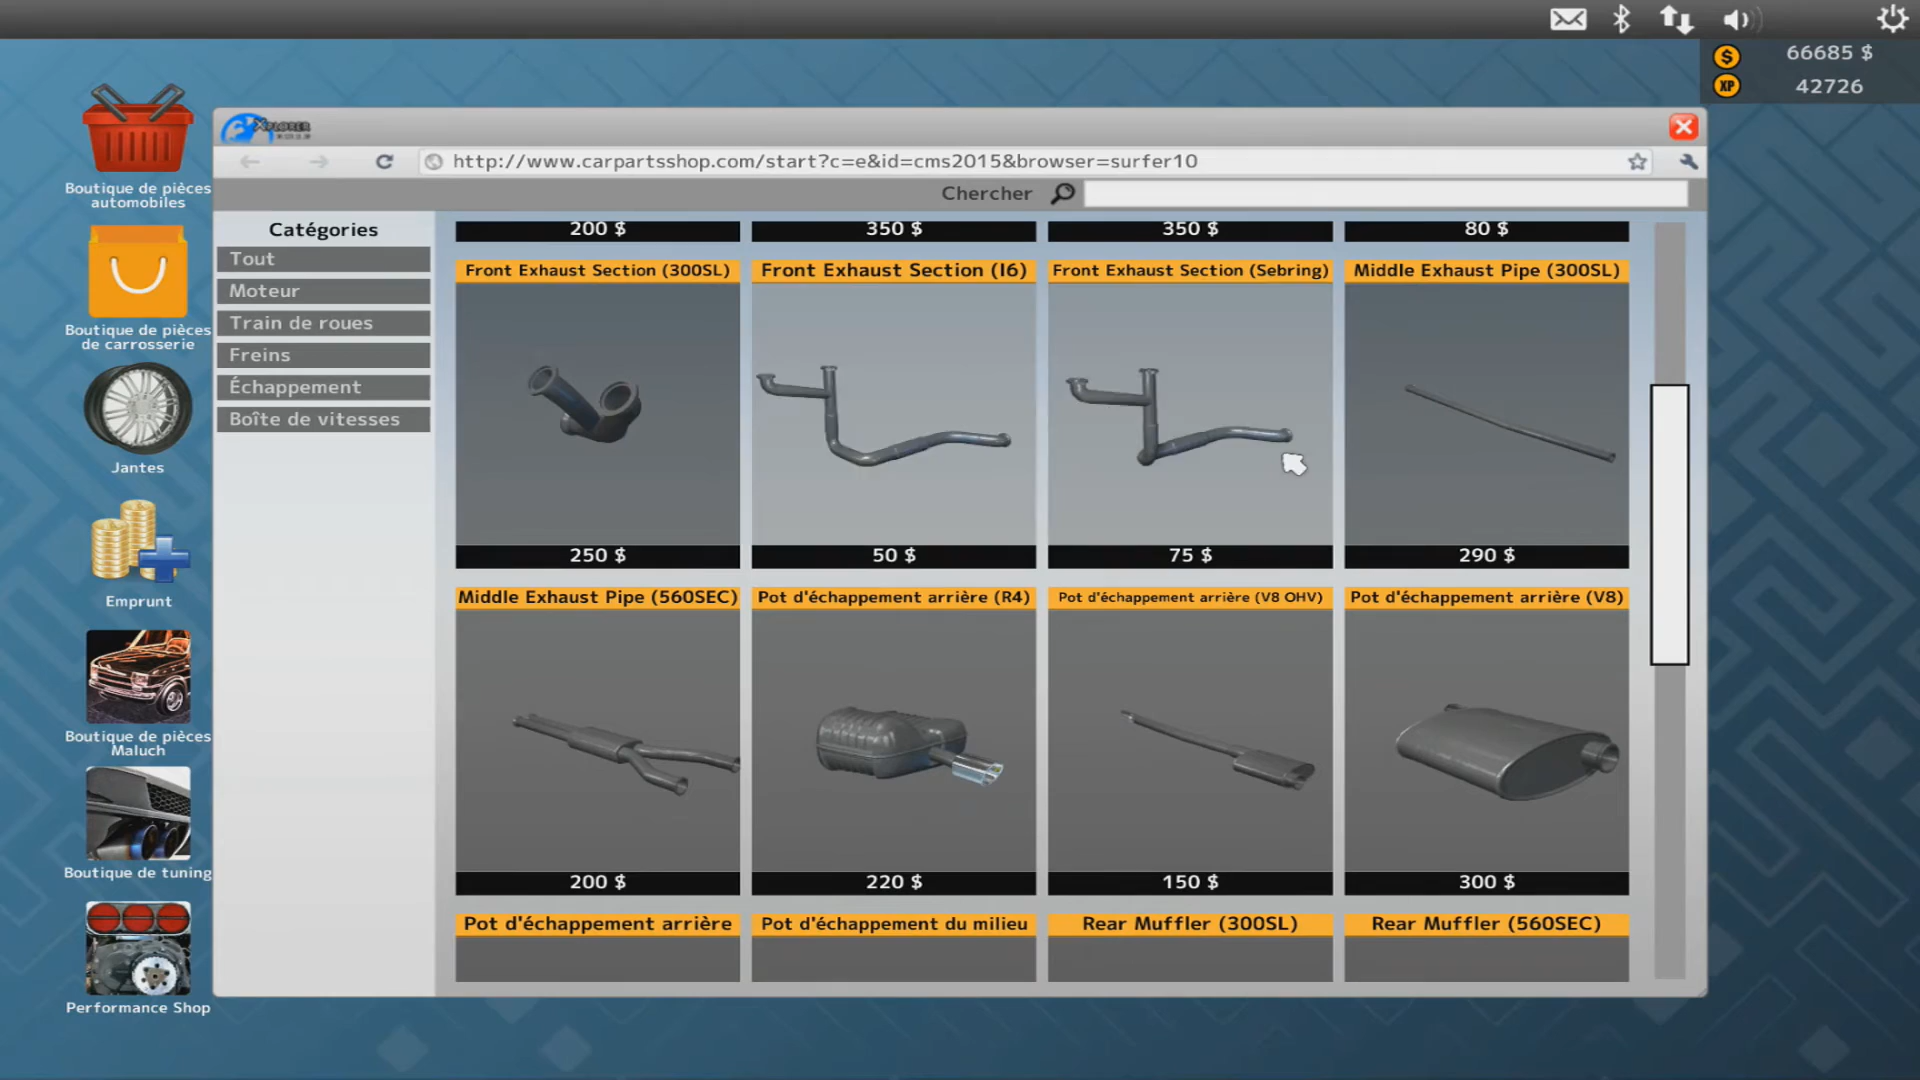 66685 $
XP
42726
XPLORER
http://www.carpartsshop.com/start?c=e&id=cms2015&browser=surfer10
Chercher
Boutique de pièces
automobiles
Boutique de pièces
de carrosserie
Jantes
Emprunt
Boutique de pièces
Maluch
Boutique de tuning
Performance Shop
Catégories
Tout
Moteur
Train de roues
Freins
Échappement
Boîte de vitesses
200 $
350 $
350 $
80 $
Front Exhaust Section (300SL)
Front Exhaust Section (I6)
Front Exhaust Section (Sebring)
Middle Exhaust Pipe (300SL)
250 $
50 $
75 $
290 $
Middle Exhaust Pipe (560SEC)
Pot d'échappement arrière (R4)
Pot d'échappement arrière (V8 OHV)
Pot d'échappement arrière (V8)
200 $
220 $
150 $
300 $
Pot d'échappement arrière
Pot d'échappement du milieu
Rear Muffler (300SL)
Rear Muffler (560SEC)